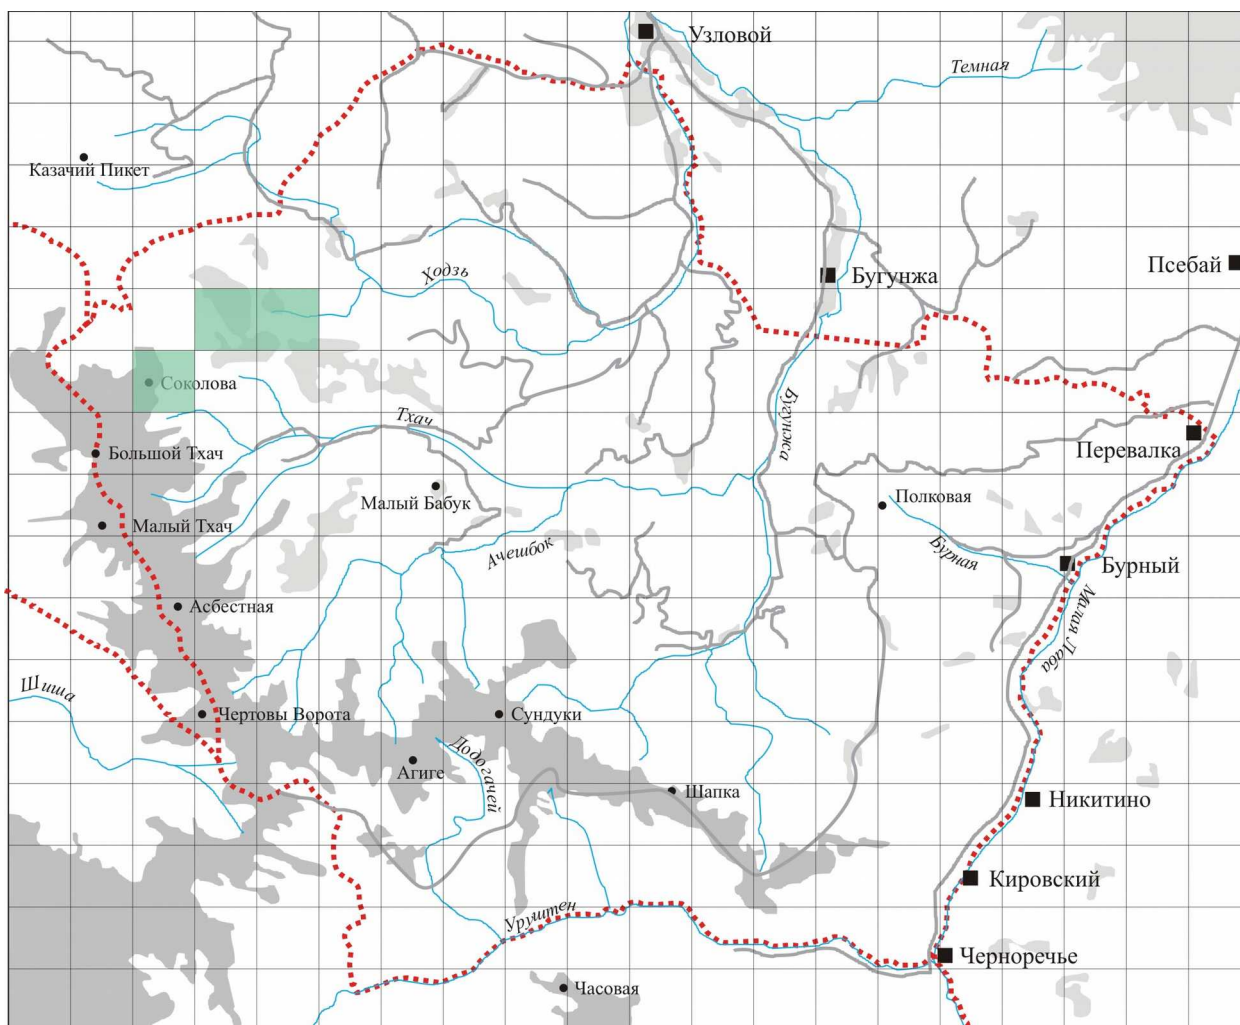 Узловой
Темная
Казачий Пикет
Псебай
Ходзь
Бугунжа
Соколова
Тхач
Бугунжа
Большой Тхач
Перевалка
Малый Бабук
Полковая
Малый Тхач
Ачешбок
Бурная
Бурный
Асбестная
Малая Лаба
Шиша
Чертовы Ворота
Сундуки
Додогачей
Агиге
Шапка
Никитино
Кировский
Уруштен
Черноречье
Часовая